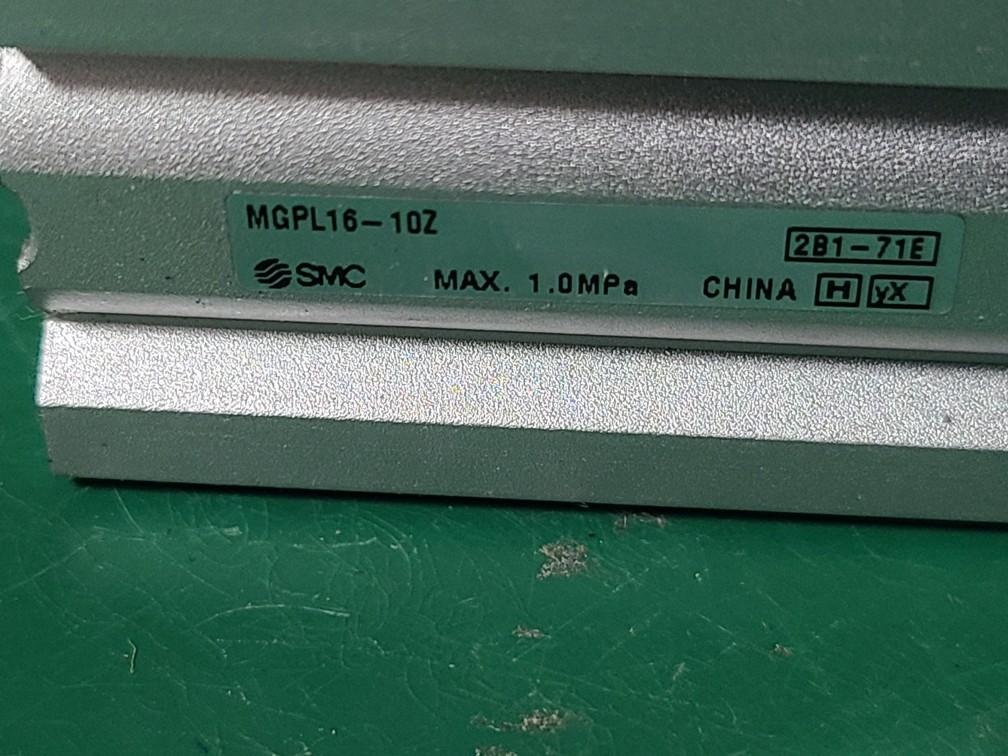 MGPL16-10Z
2B1-71E
SMC MAX. 1.0MPa CHINA H yX